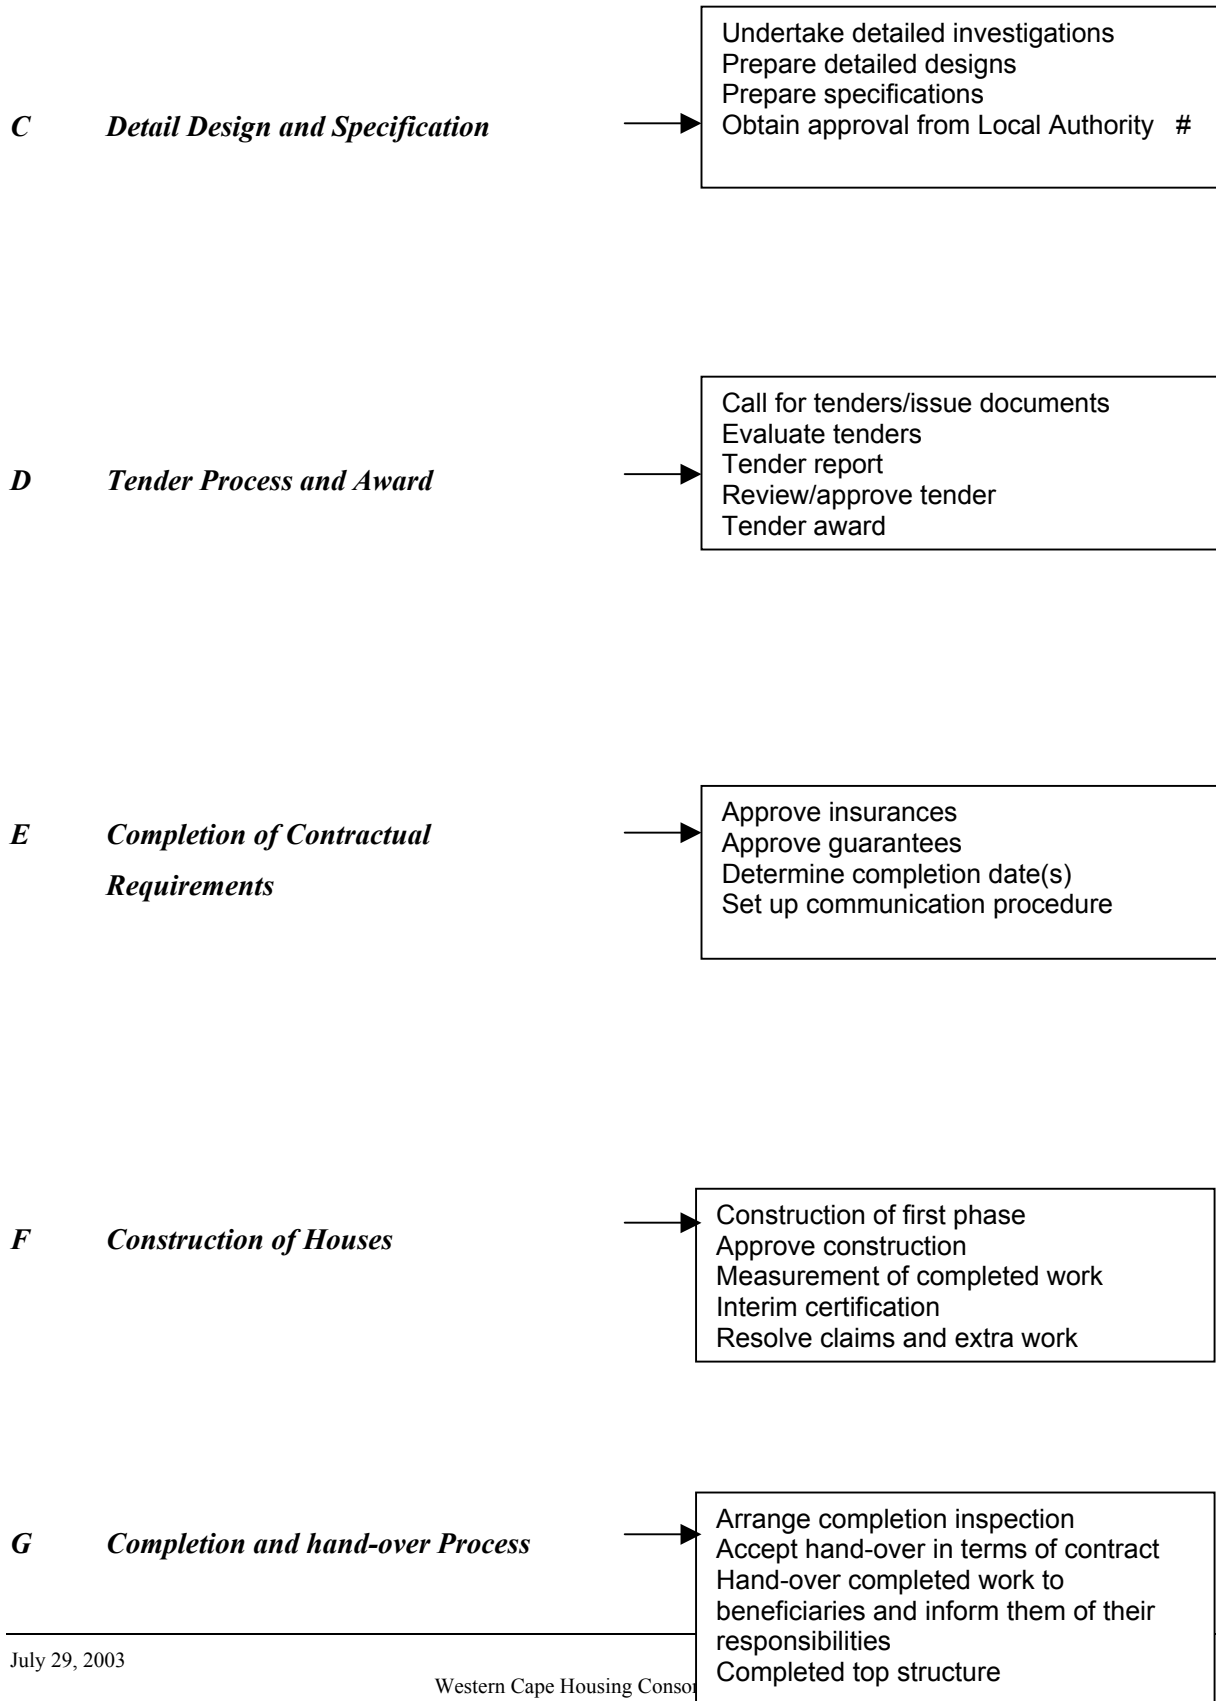 Undertake detailed investigations
Prepare detailed designs
Prepare specifications
C Detail Design and Specification
Obtain approval from Local Authority #
Call for tenders/issue documents
Evaluate tenders
Tender report
D Tender Process and Award
Review/approve tender
Tender award
Approve insurances
E Completion of Contractual
Requirements
Approve guarantees
Determine completion date(s)
Set up communication procedure
Construction of first phase
F Construction of Houses
Approve construction
Measurement of completed work
Interim certification
Resolve claims and extra work
Arrange completion inspection
G Completion and hand-over Process
Accept hand-over in terms of contract
Hand-over completed work to
beneficiaries and inform them of their
responsibilities
Completed top structure
July 29, 2003
Western Cape Housing